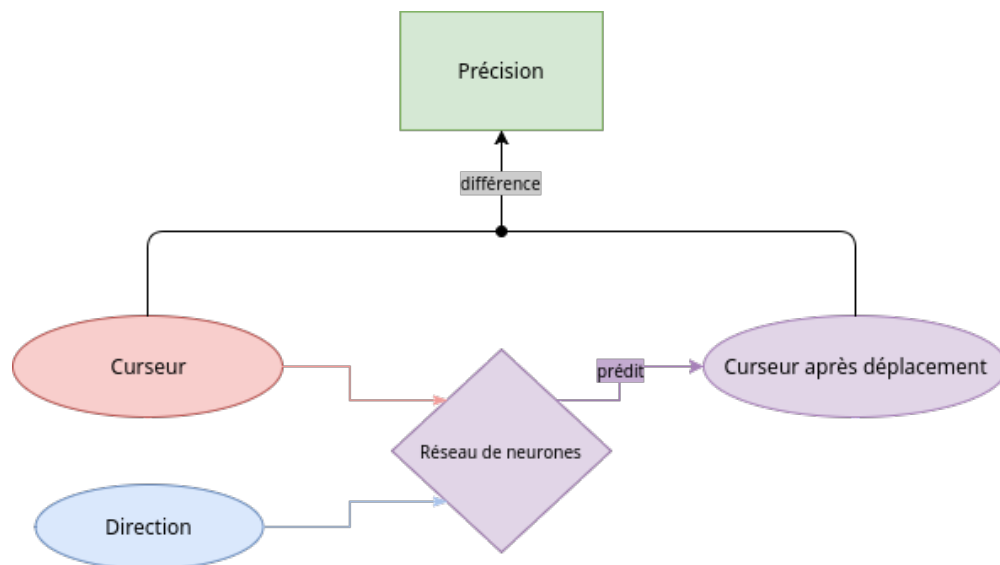 Précision
différence
Curseur
prédit
Curseur après déplacement
Réseau de neurones
Direction